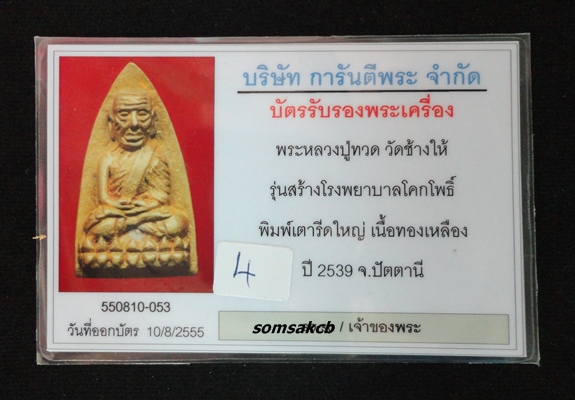 บริษัท การันตีพระ จำกัด
บัตรรับรองพระเครื่อง
พระหลวงปู่ทวด วัดช้างให้
รุ่นสร้างโรงพยาบาลโคกโพธิ์
พิมพ์เตารีดใหญ่ เนื้อทองเหลือง
ปี 2539 จ.ปัตตานี
4
550810-053
วันที่ออกบัตร 10/8/2555
somsakcb / เจ้าของพระ